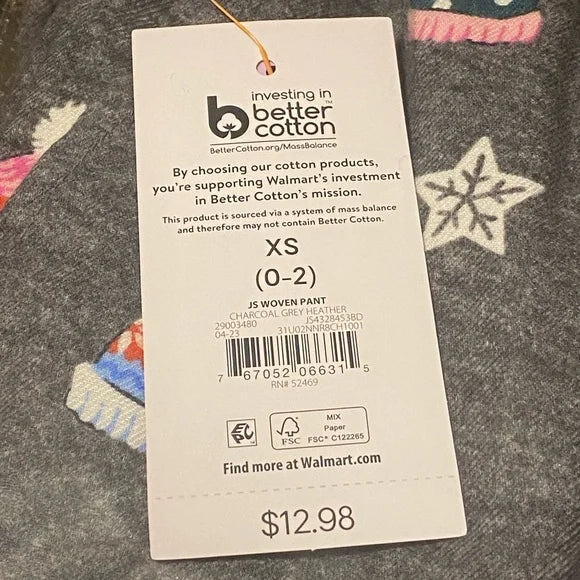 investing in
better™
cotton
BetterCotton.org/MassBalance
By choosing our cotton products,
you're supporting Walmart's investment
in Better Cotton's mission.
This product is sourced via a system of mass balance
and therefore may not contain Better Cotton.
XS
(0-2)
JS WOVEN PANT
CHARCOAL GREY HEATHER
29003480 JS4328453BD
04-23 31U02NNR8CH1001
7 67052 06631 5
RN# 52469
EPC
FSC
MIX
Paper
FSC® C122265
Find more at Walmart.com
$12.98